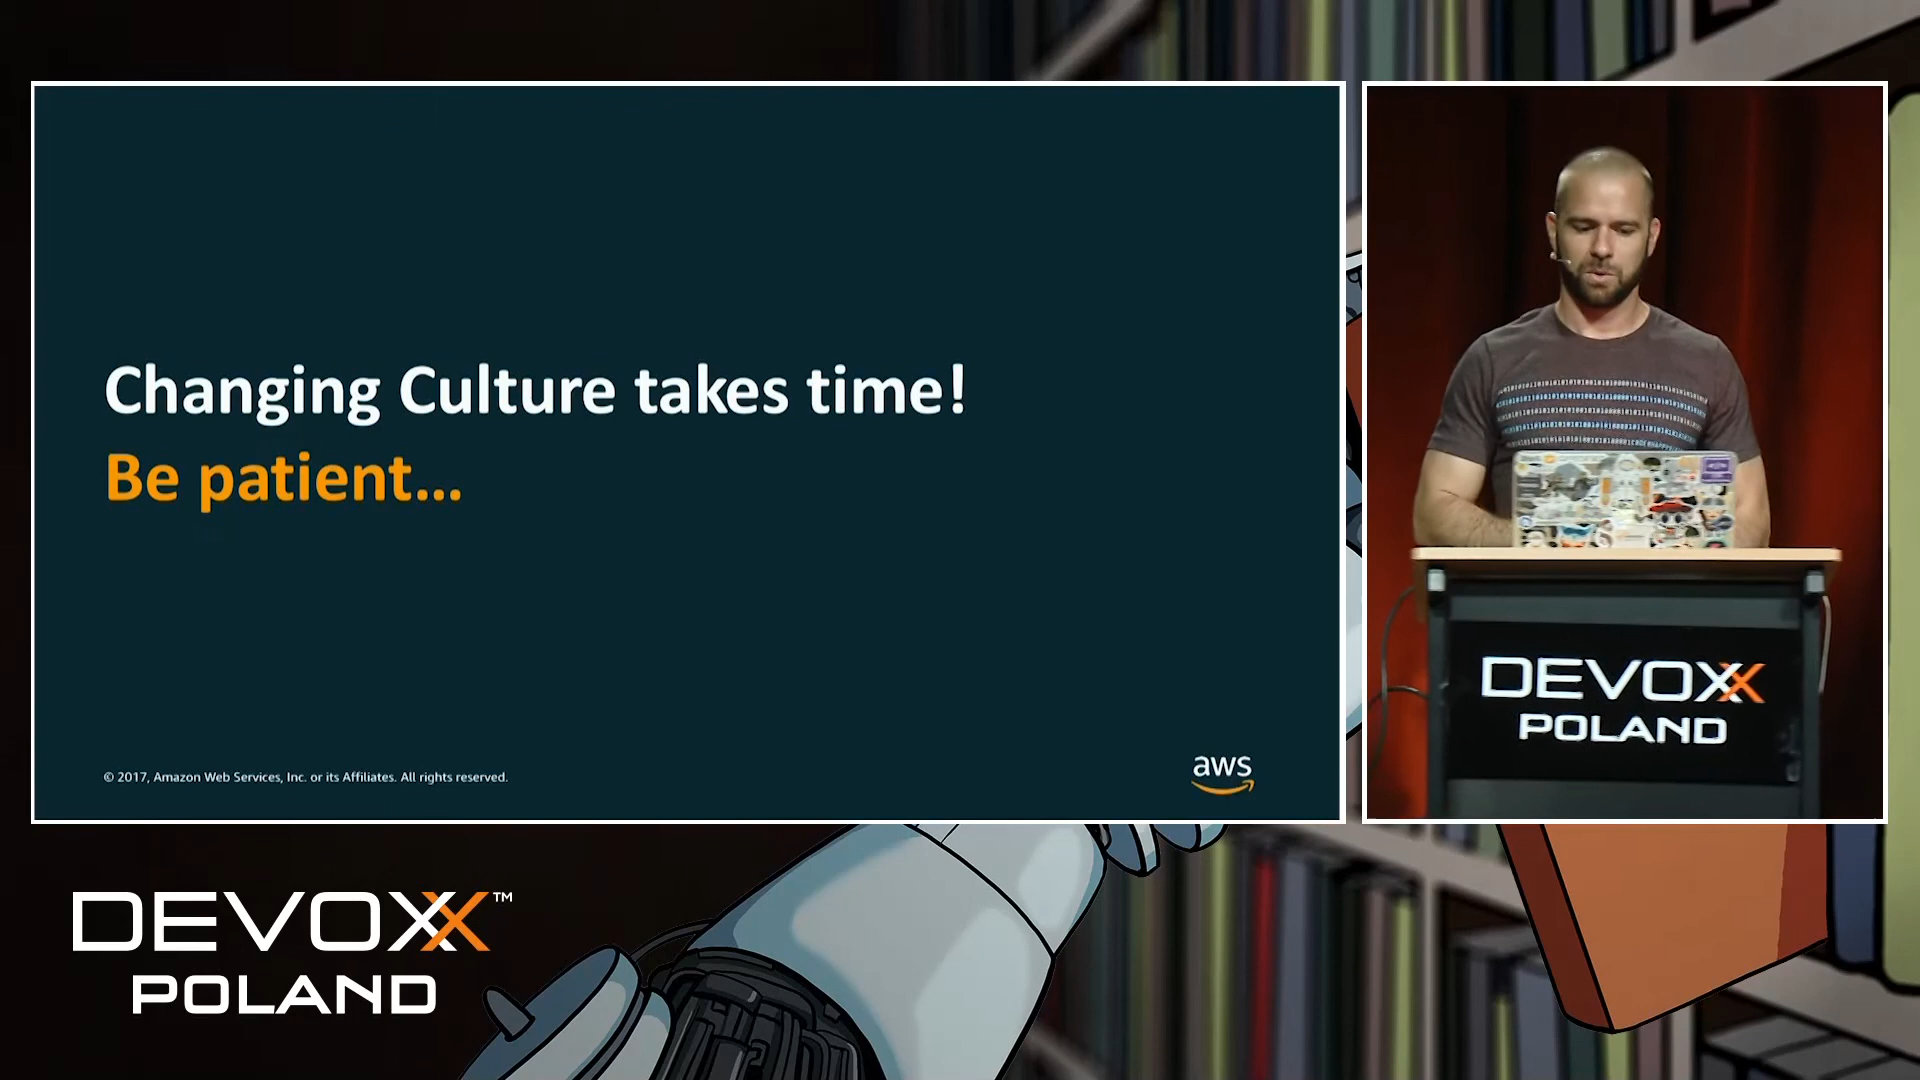 Changing Culture takes time!
Be patient...
© 2017, Amazon Web Services, Inc. or its Affiliates. All rights reserved.
aws
DEVOXX
POLAND
DEVOXX™
POLAND